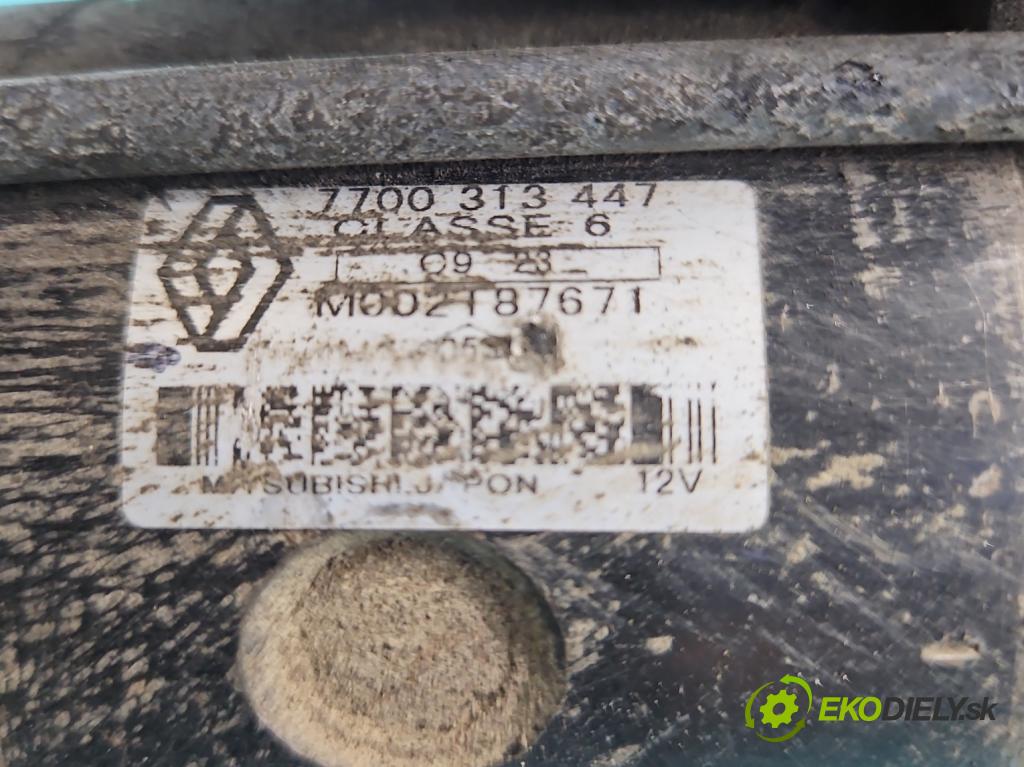 7700 313 447
CLASSE 6
09 23
M002T87671
MITSUBISHI JAPON 12V
EKODIELY.sk